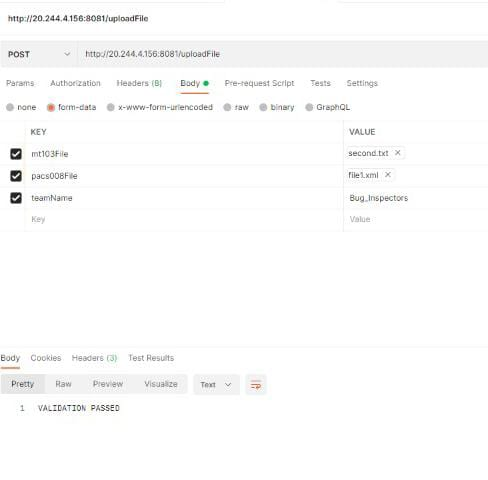 http://20.244.4.156:8081/uploadFile
POST http://20.244.4.156:8081/uploadFile
Params Authorization Headers (8) Body Pre-request Script Tests Settings
none form-data x-www-form-urlencoded raw binary GraphQL
KEY VALUE
mt103File second.txt
pacs008File file1.xml
teamName Bug_Inspectors
Key Value
Body Cookies Headers (3) Test Results
Pretty Raw Preview Visualize Text
1 VALIDATION PASSED